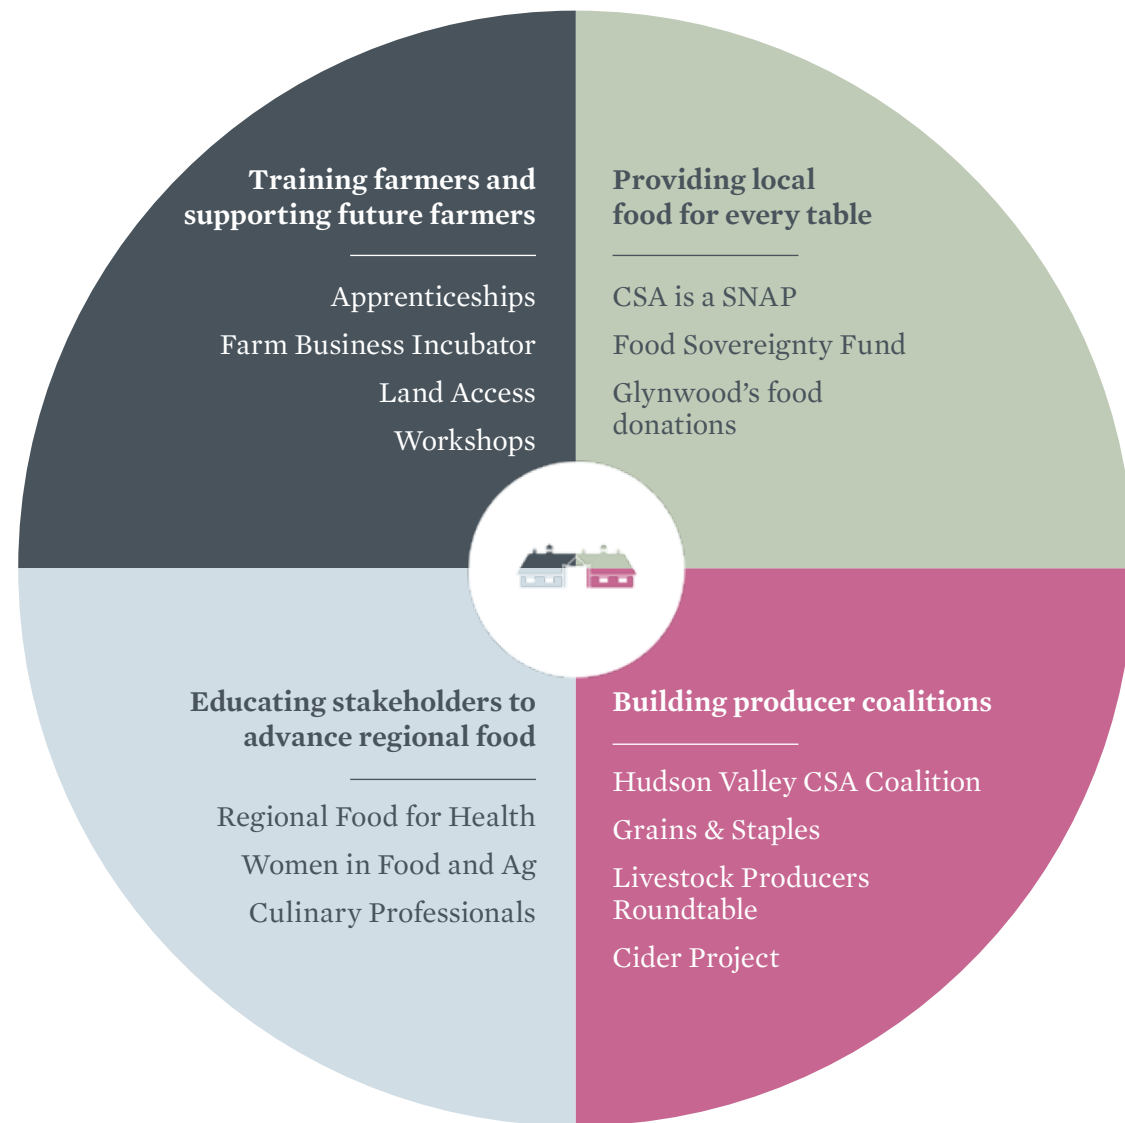 Training farmers and
supporting future farmers
Apprenticeships
Farm Business Incubator
Land Access
Workshops
Providing local
food for every table
CSA is a SNAP
Food Sovereignty Fund
Glynwood’s food
donations
Educating stakeholders to
advance regional food
Regional Food for Health
Women in Food and Ag
Culinary Professionals
Building producer coalitions
Hudson Valley CSA Coalition
Grains & Staples
Livestock Producers
Roundtable
Cider Project